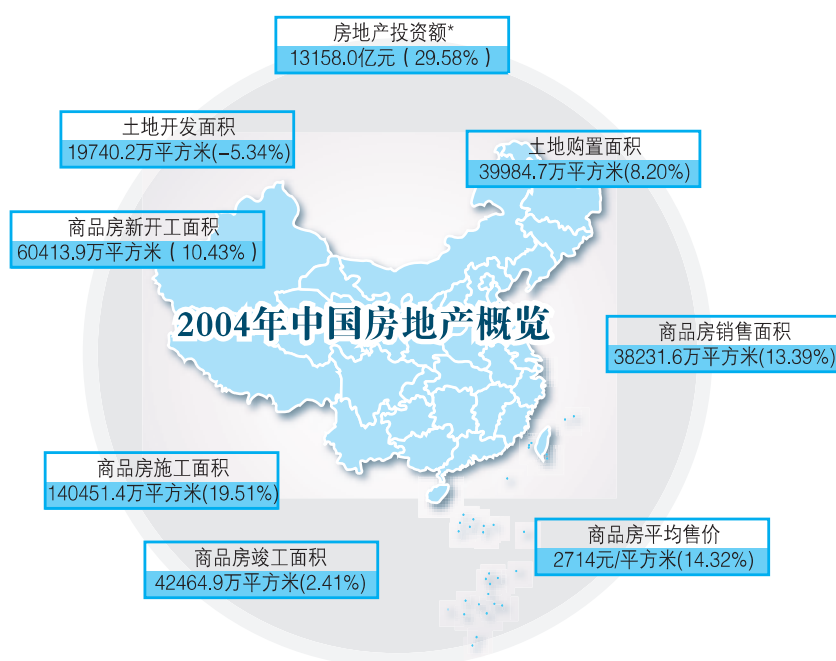 房地产投资额*
13158.0亿元（29.58%）
土地开发面积
19740.2万平方米(–5.34%)
土地购置面积
39984.7万平方米(8.20%)
商品房新开工面积
60413.9万平方米（10.43%）
2004年中国房地产概览
商品房销售面积
38231.6万平方米(13.39%)
商品房施工面积
140451.4万平方米(19.51%)
商品房平均售价
2714元/平方米(14.32%)
商品房竣工面积
42464.9万平方米(2.41%)